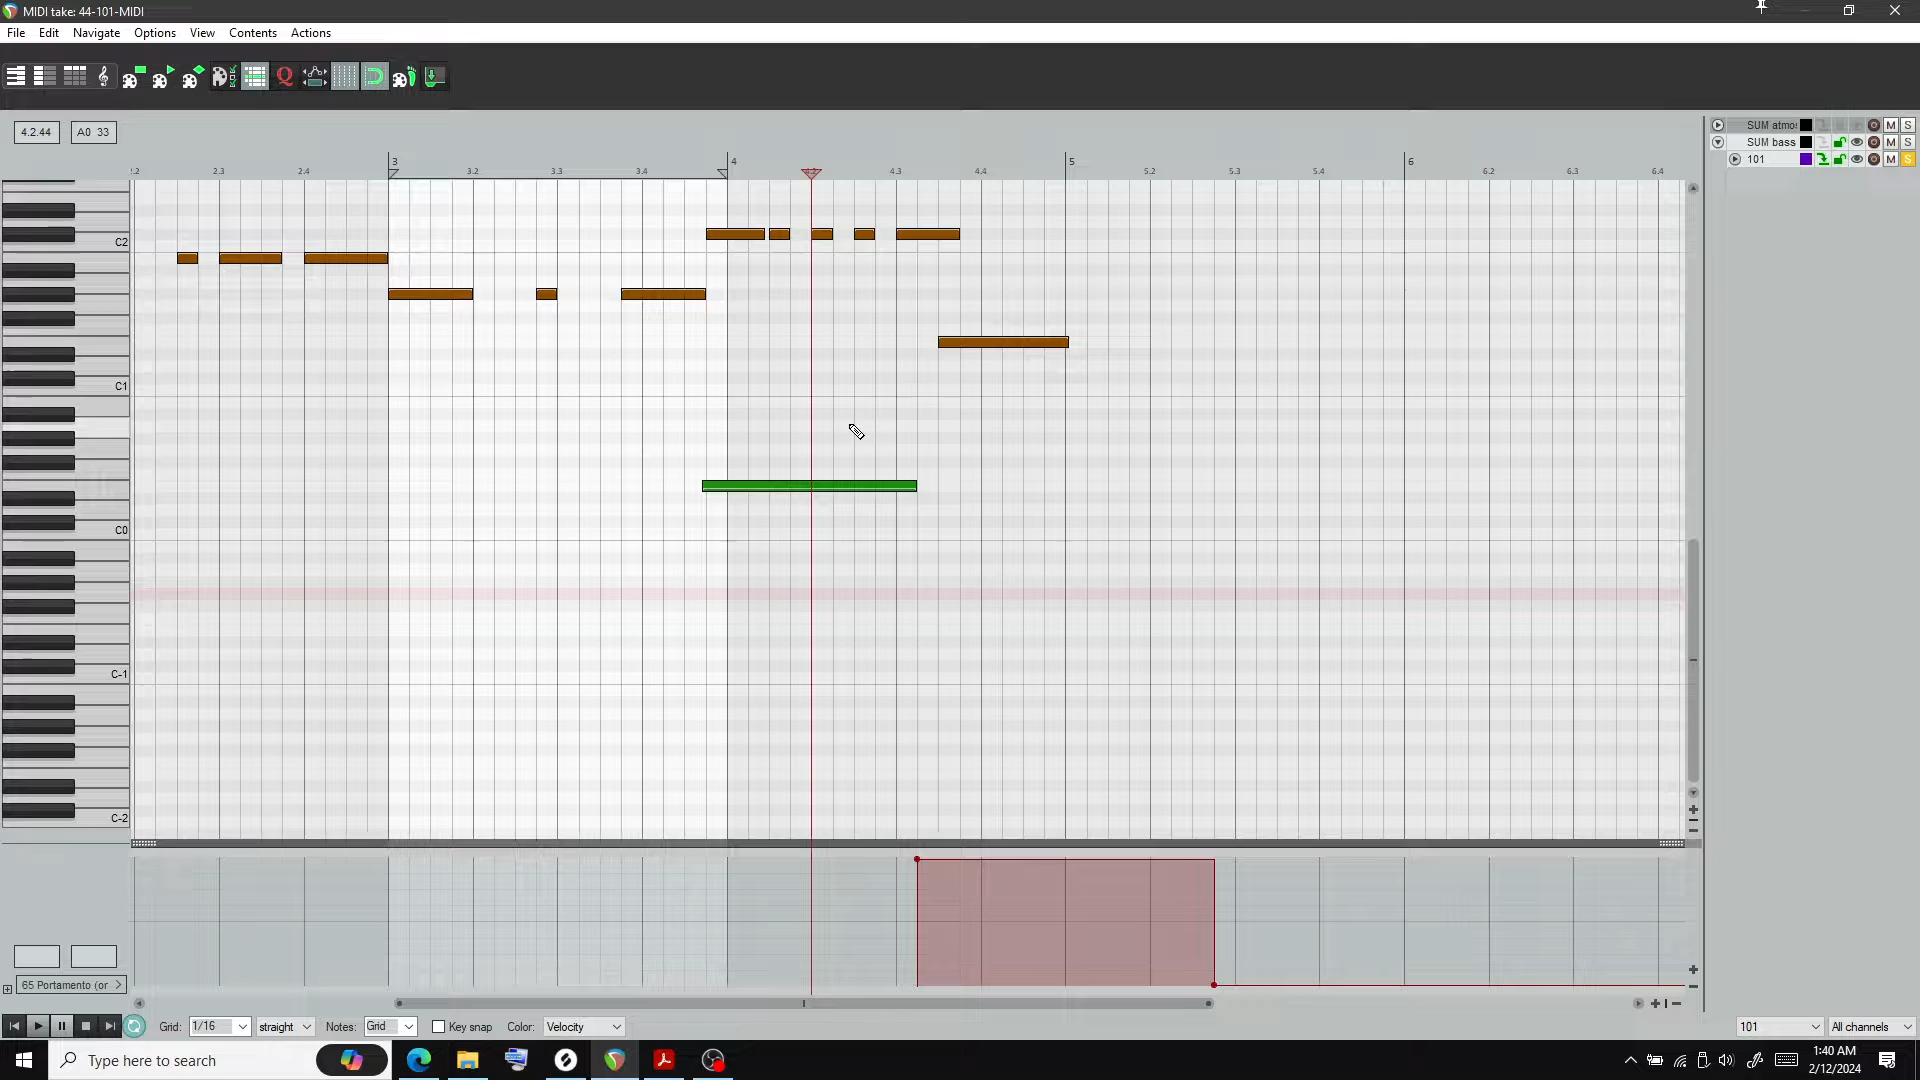 MIDI take: 44-101-MIDI
File Edit Navigate Options View Contents Actions
4.2.44 A0 33
SUM atmo
SUM bass M S
101 M S
3 4 5 6
2.3 2.4 3.2 3.3 3.4 4.2 4.3 4.4 5.2 5.3 5.4 6.2 6.3 6.4
C2
C1
C0
C-1
C-2
65 Portamento (or >
Grid: 1/16 straight Notes: Grid Key snap Color: Velocity 101 All channels
Type here to search
1:40 AM
2/12/2024